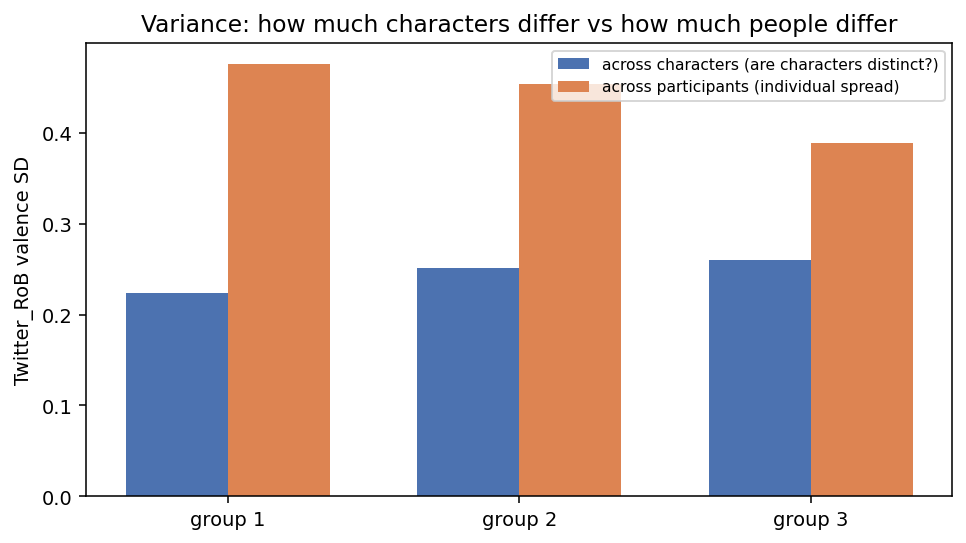 Variance: how much characters differ vs how much people differ
across characters (are characters distinct?)
across participants (individual spread)
Twitter_RoB valence SD
0.4
0.3
0.2
0.1
0.0
group 1
group 2
group 3